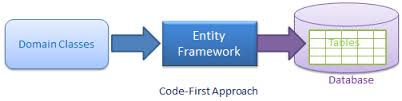 Domain Classes
Entity
Framework
Tables
Database
Code-First Approach